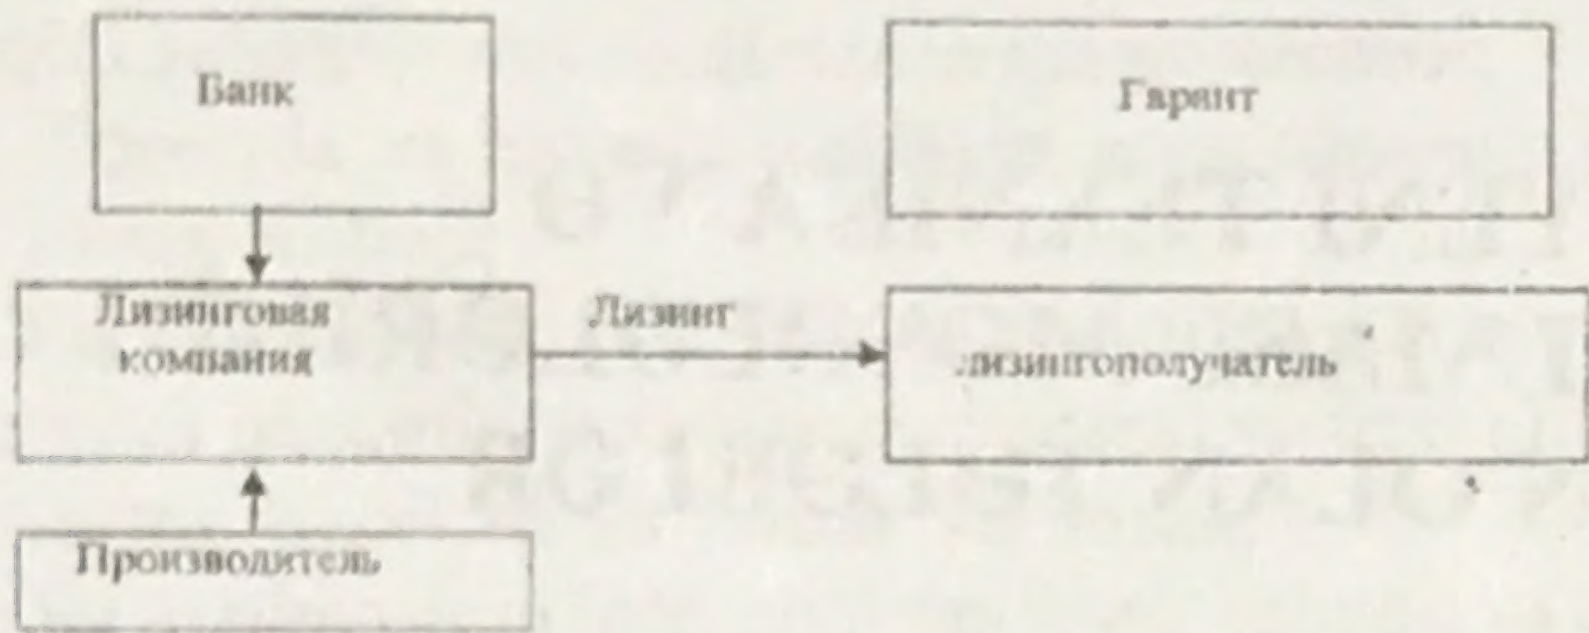 Банк
Гарант
Лизинговая
компания
Лизинг
лизингополучатель
Производитель